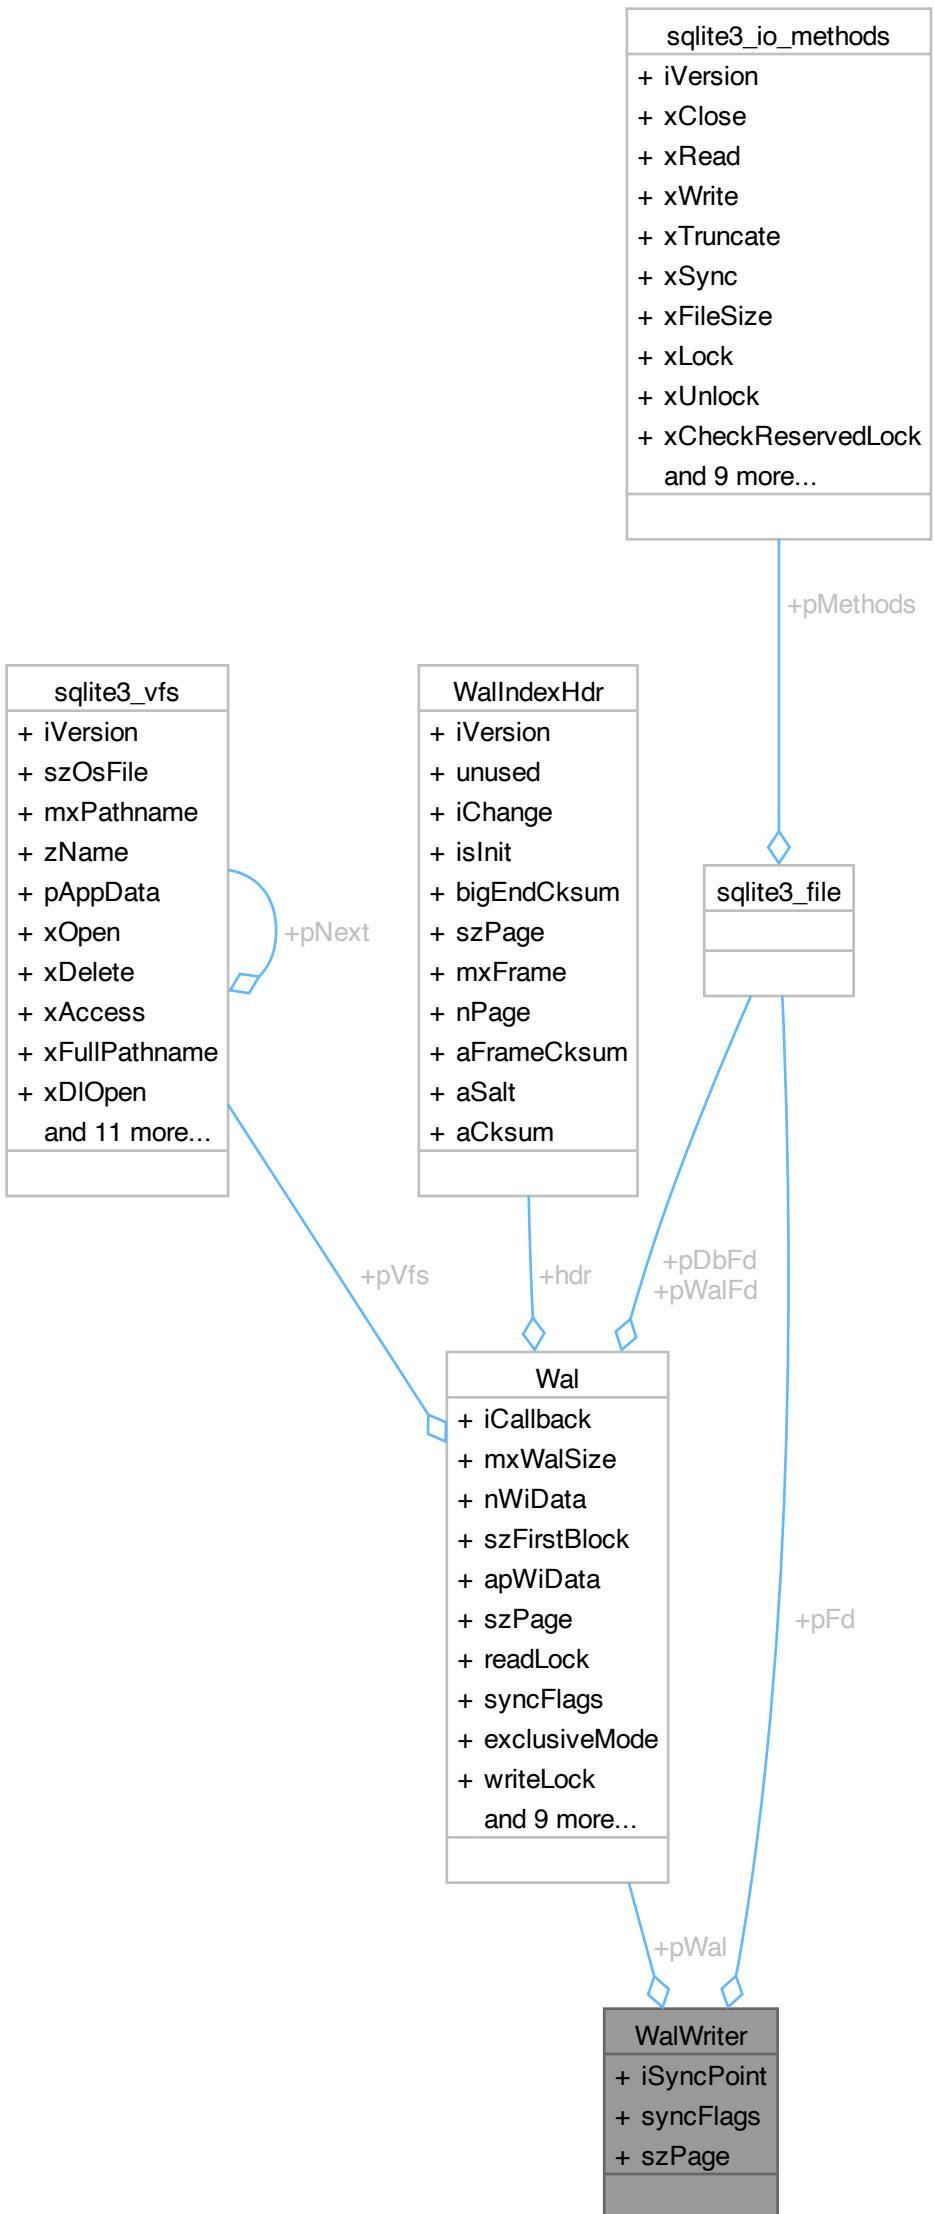 sqlite3_io_methods
+ iVersion
+ xClose
+ xRead
+ xWrite
+ xTruncate
+ xSync
+ xFileSize
+ xLock
+ xUnlock
+ xCheckReservedLock
and 9 more...
+pMethods
sqlite3_vfs
+ iVersion
+ szOsFile
+ mxPathname
+ zName
+ pAppData
+ xOpen
+ xDelete
+ xAccess
+ xFullPathname
+ xDlOpen
and 11 more...
+pNext
WalIndexHdr
+ iVersion
+ unused
+ iChange
+ isInit
+ bigEndCksum
+ szPage
+ mxFrame
+ nPage
+ aFrameCksum
+ aSalt
+ aCksum
sqlite3_file
+pVfs
+hdr
+pDbFd
+pWalFd
Wal
+ iCallback
+ mxWalSize
+ nWiData
+ szFirstBlock
+ apWiData
+ szPage
+ readLock
+ syncFlags
+ exclusiveMode
+ writeLock
and 9 more...
+pFd
+pWal
WalWriter
+ iSyncPoint
+ syncFlags
+ szPage